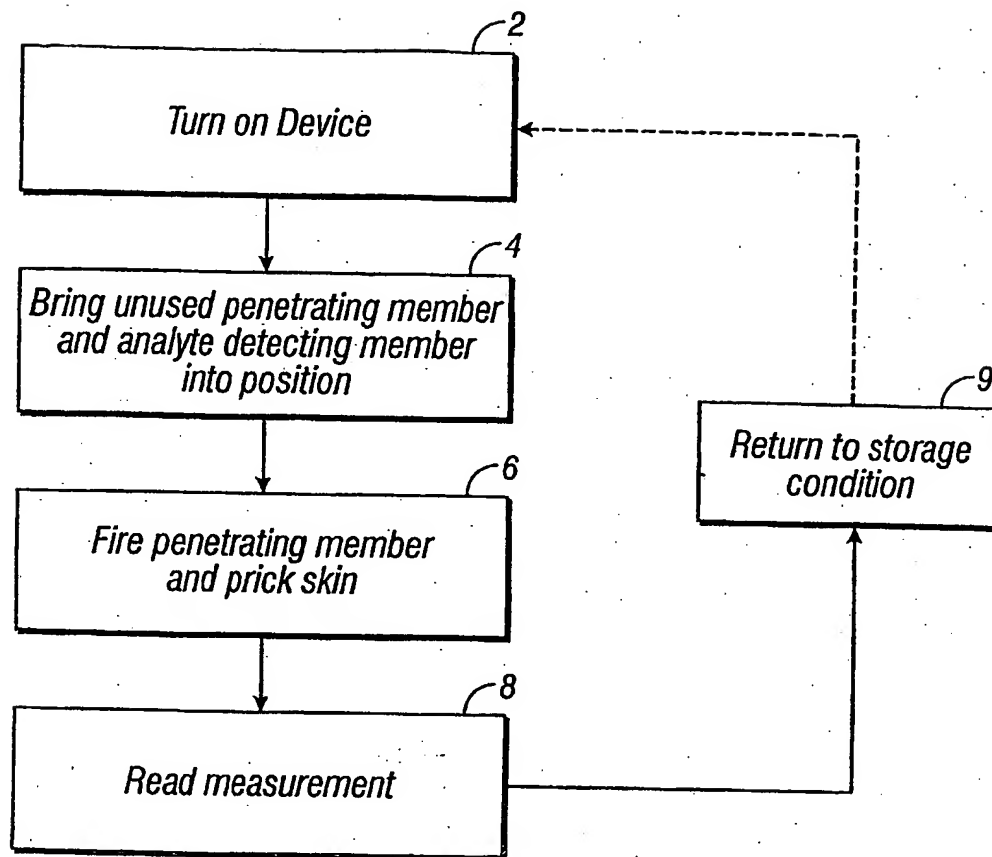 2
Turn on Device
4
Bring unused penetrating member
and analyte detecting member
into position
9
Return to storage
condition
6
Fire penetrating member
and prick skin
8
Read measurement